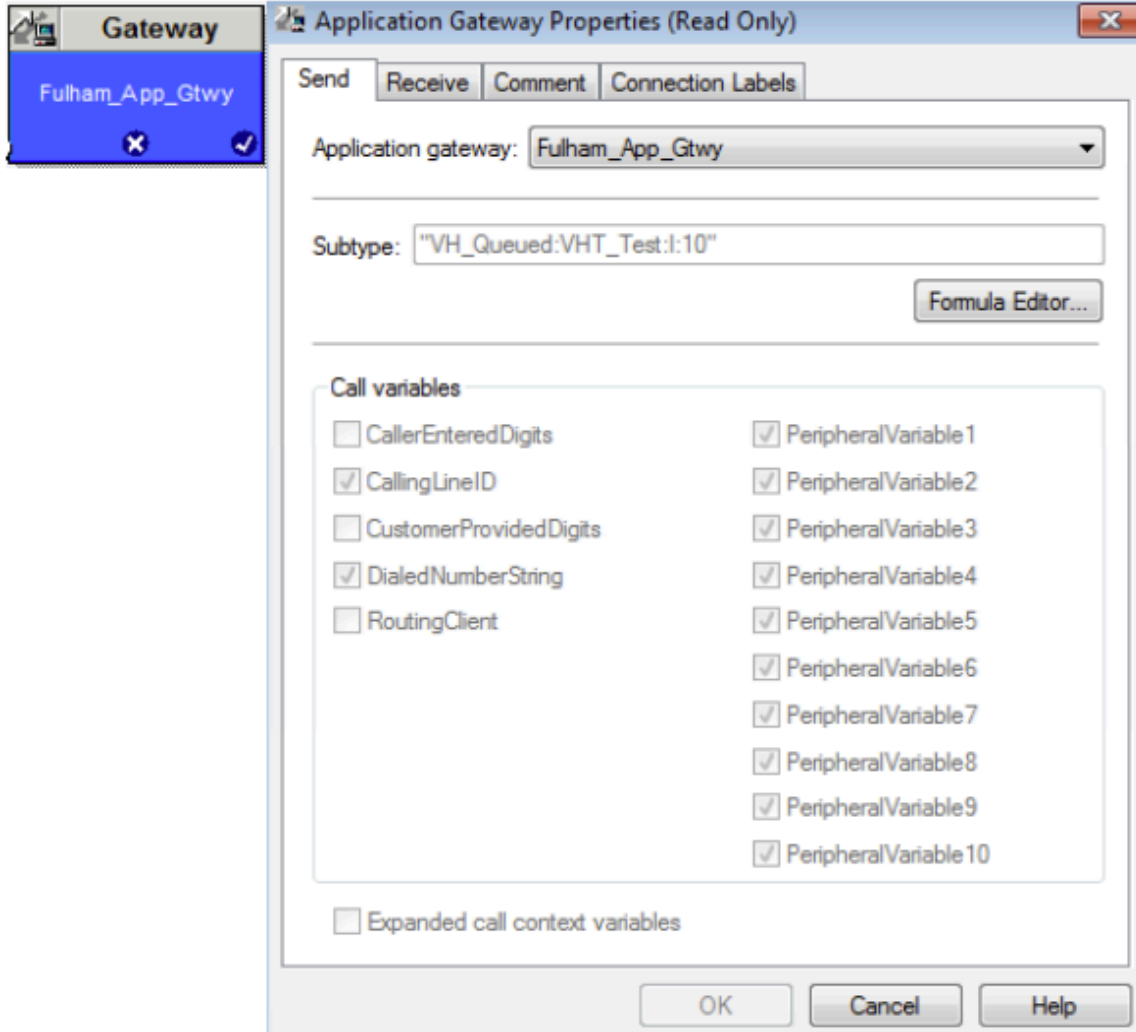 Gateway
Fulham_App_Gtwy
Application Gateway Properties (Read Only)
Send Receive Comment Connection Labels
Application gateway: Fulham_App_Gtwy
Subtype: "VH_Queued:VHT_Test:I:10"
Formula Editor...
Call variables
CallerEnteredDigits PeripheralVariable1
CallingLineID PeripheralVariable2
CustomerProvidedDigits PeripheralVariable3
DialedNumberString PeripheralVariable4
RoutingClient PeripheralVariable5
PeripheralVariable6
PeripheralVariable7
PeripheralVariable8
PeripheralVariable9
PeripheralVariable10
Expanded call context variables
OK Cancel Help